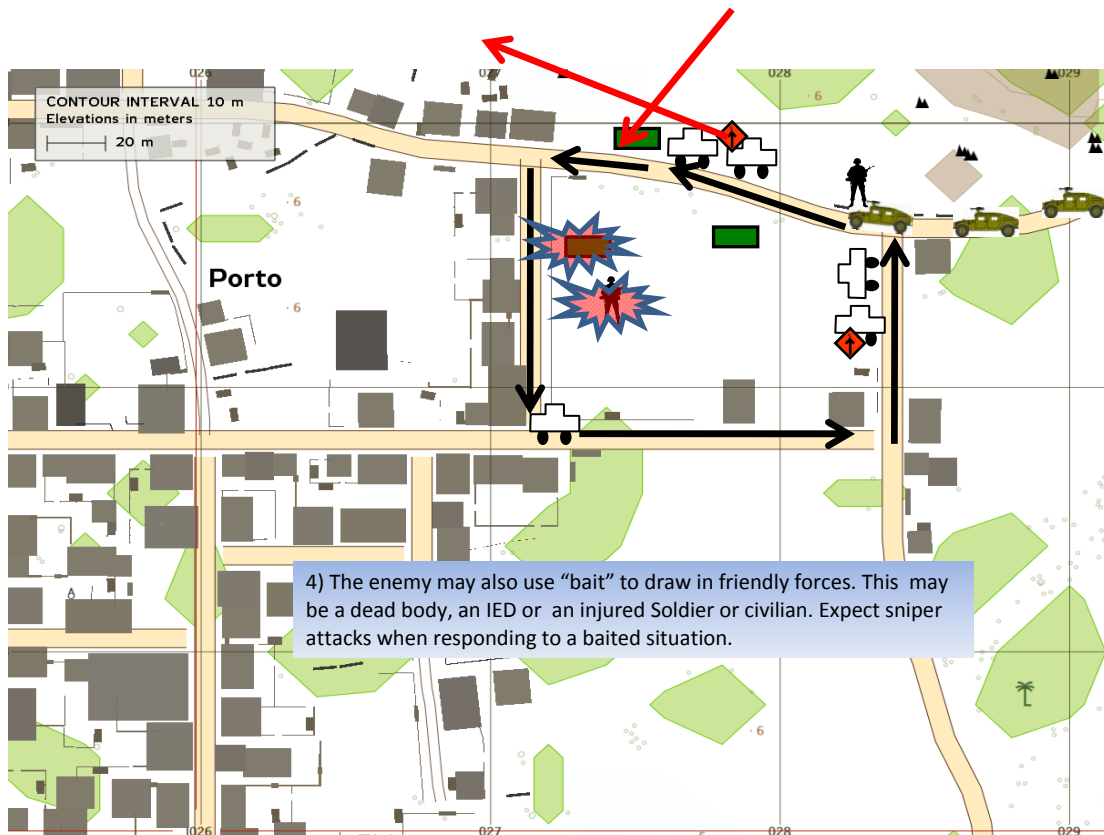 026
027
028
029
CONTOUR INTERVAL 10 m
Elevations in meters
20 m
6
6
Porto
6
4) The enemy may also use “bait” to draw in friendly forces. This may
be a dead body, an IED or an injured Soldier or civilian. Expect sniper
attacks when responding to a baited situation.
6
026
027
028
029